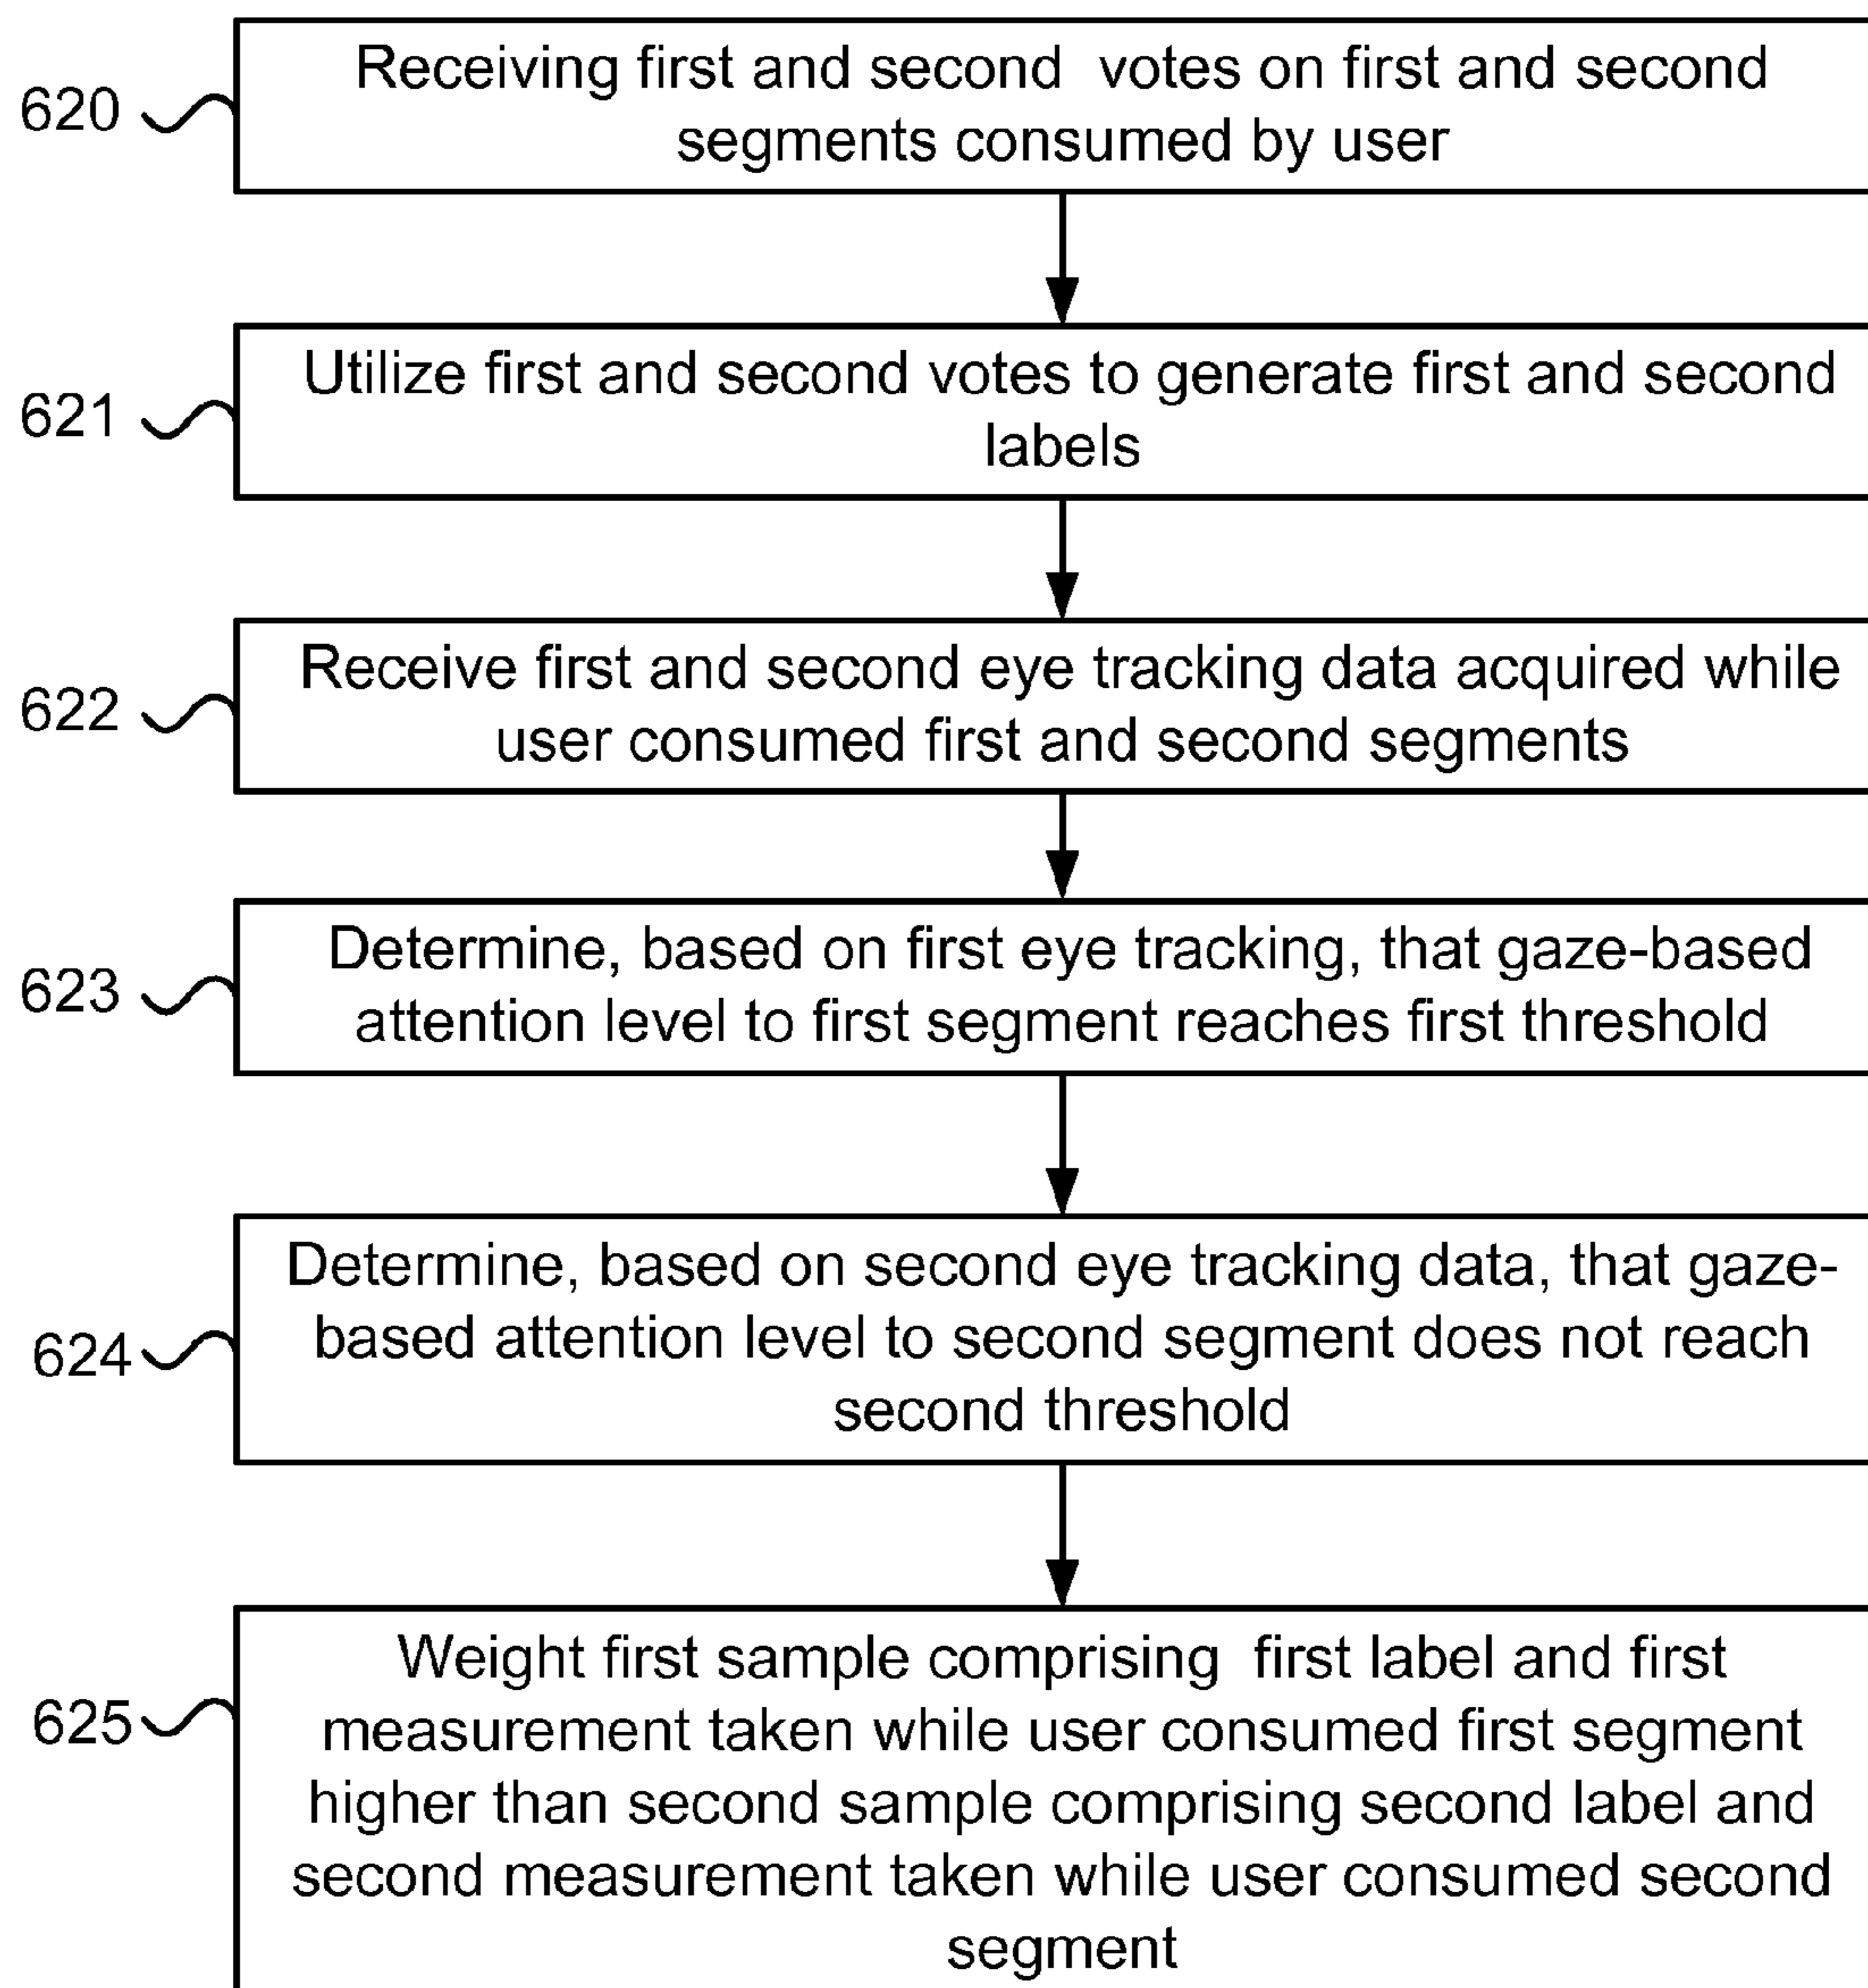 620
Receiving first and second votes on first and second
segments consumed by user
621
Utilize first and second votes to generate first and second
labels
622
Receive first and second eye tracking data acquired while
user consumed first and second segments
623
Determine, based on first eye tracking, that gaze-based
attention level to first segment reaches first threshold
624
Determine, based on second eye tracking data, that gaze-
based attention level to second segment does not reach
second threshold
625
Weight first sample comprising first label and first
measurement taken while user consumed first segment
higher than second sample comprising second label and
second measurement taken while user consumed second
segment